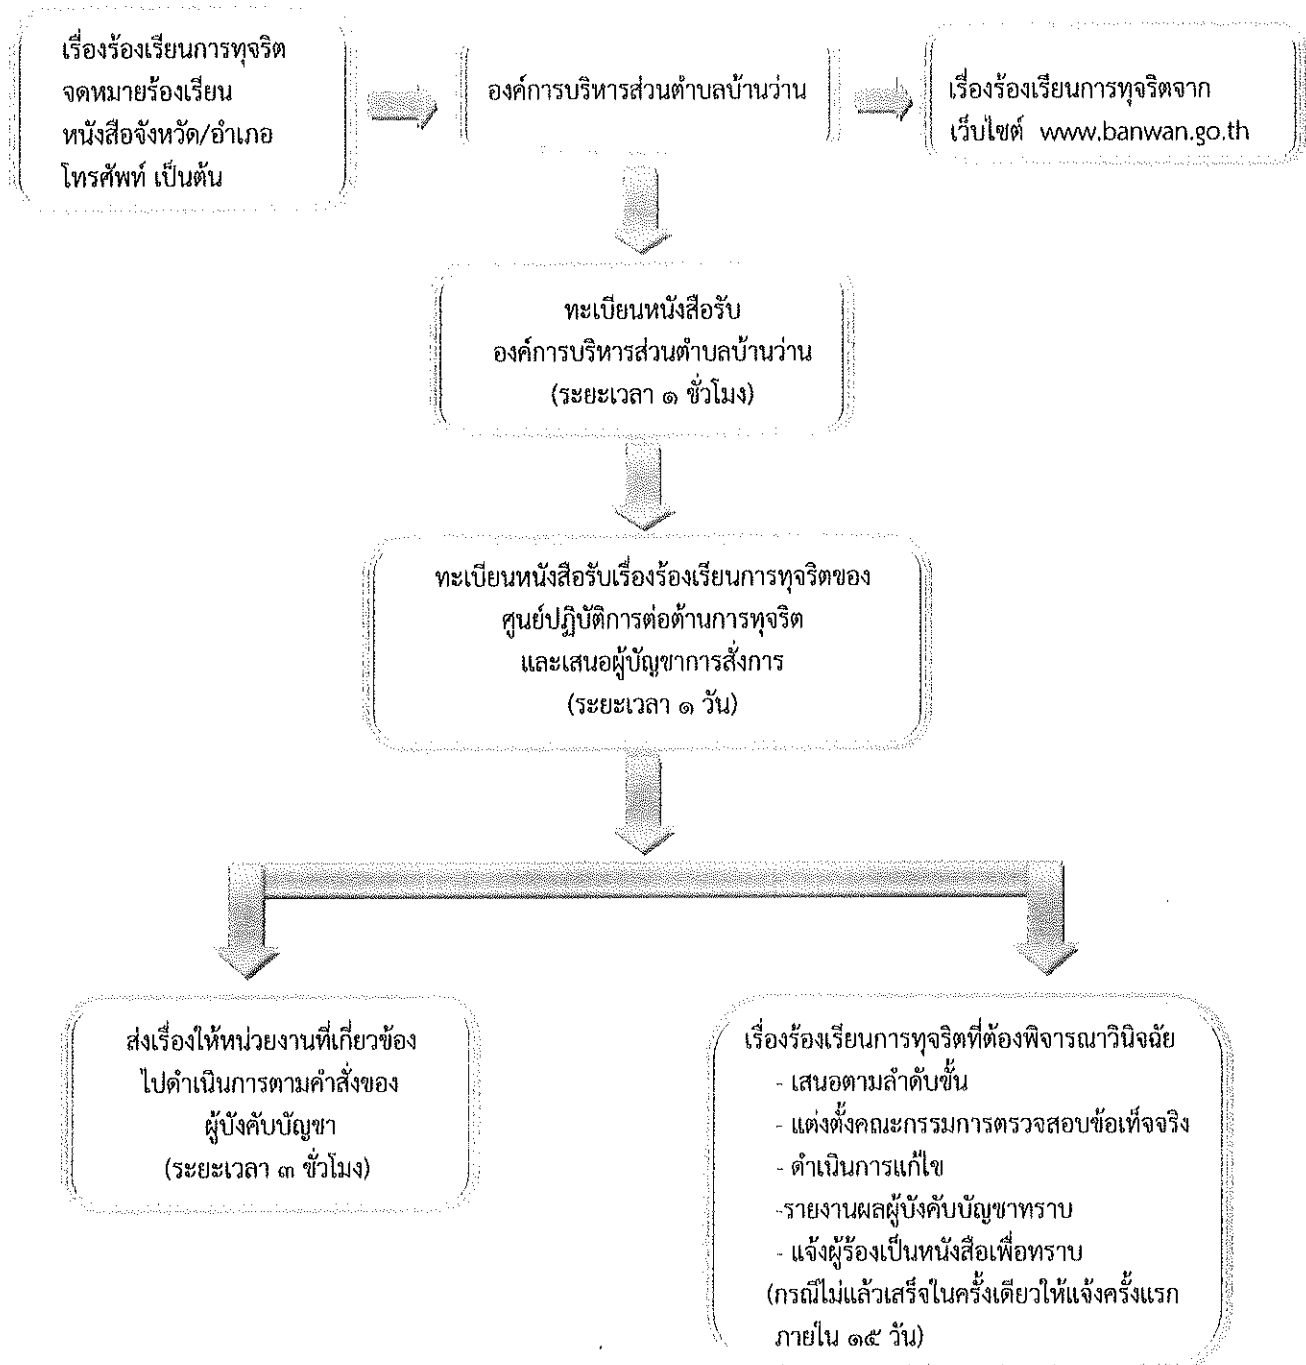 เรื่องร้องเรียนการทุจริต
จดหมายร้องเรียน
หนังสือจังหวัด/อำเภอ
โทรศัพท์ เป็นต้น
องค์การบริหารส่วนตำบลบ้านว่าน
เรื่องร้องเรียนการทุจริตจาก
เว็บไซต์ www.banwan.go.th
ทะเบียนหนังสือรับ
องค์การบริหารส่วนตำบลบ้านว่าน
(ระยะเวลา ๑ ชั่วโมง)
ทะเบียนหนังสือรับเรื่องร้องเรียนการทุจริตของ
ศูนย์ปฏิบัติการต่อต้านการทุจริต
และเสนอผู้บัญชาการสั่งการ
(ระยะเวลา ๑ วัน)
ส่งเรื่องให้หน่วยงานที่เกี่ยวข้อง
ไปดำเนินการตามคำสั่งของ
ผู้บังคับบัญชา
(ระยะเวลา ๓ ชั่วโมง)
เรื่องร้องเรียนการทุจริตที่ต้องพิจารณาวินิจฉัย
- เสนอตามลำดับขั้น
- แต่งตั้งคณะกรรมการตรวจสอบข้อเท็จจริง
- ดำเนินการแก้ไข
-รายงานผลผู้บังคับบัญชาทราบ
- แจ้งผู้ร้องเป็นหนังสือเพื่อทราบ
(กรณีไม่แล้วเสร็จในครั้งเดียวให้แจ้งครั้งแรก
ภายใน ๑๕ วัน)